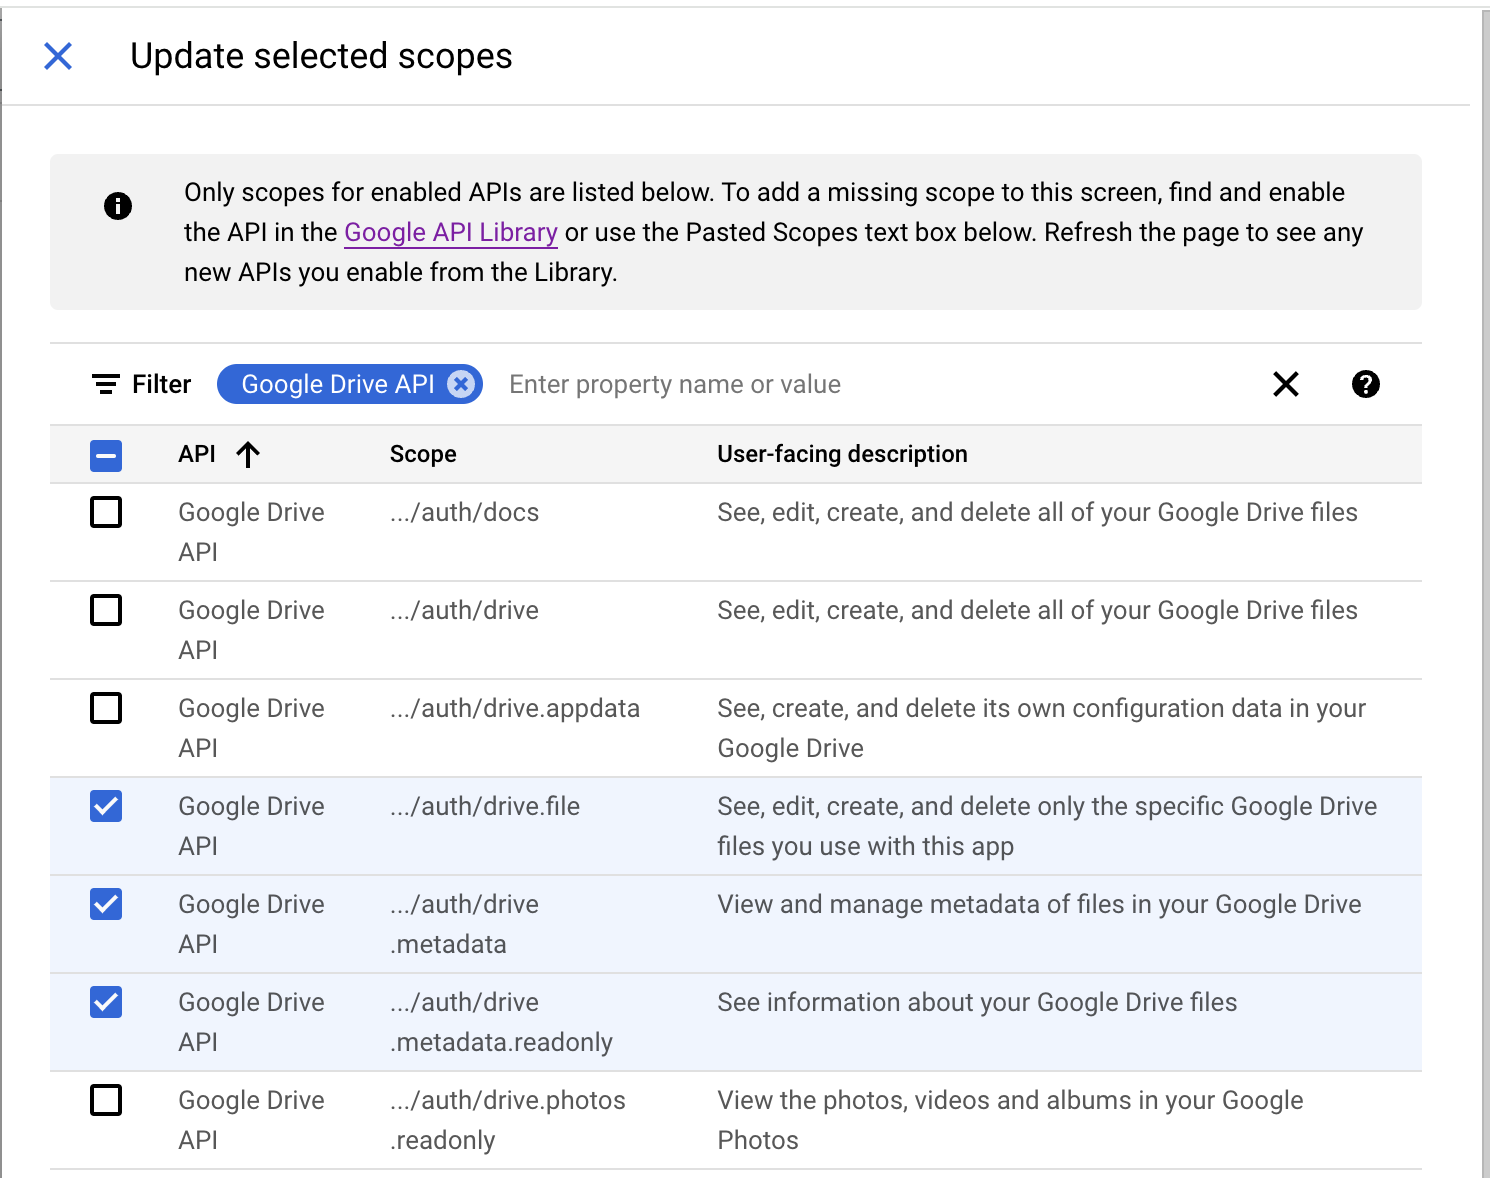 Update selected scopes
Only scopes for enabled APIs are listed below. To add a missing scope to this screen, find and enable
the API in the Google API Library or use the Pasted Scopes text box below. Refresh the page to see any
new APIs you enable from the Library.
Filter Google Drive API Enter property name or value
API Scope User-facing description
Google Drive API .../auth/docs See, edit, create, and delete all of your Google Drive files
Google Drive API .../auth/drive See, edit, create, and delete all of your Google Drive files
Google Drive API .../auth/drive.appdata See, create, and delete its own configuration data in your
Google Drive
Google Drive API .../auth/drive.file See, edit, create, and delete only the specific Google Drive
files you use with this app
Google Drive API .../auth/drive
.metadata View and manage metadata of files in your Google Drive
Google Drive API .../auth/drive
.metadata.readonly See information about your Google Drive files
Google Drive API .../auth/drive.photos
.readonly View the photos, videos and albums in your Google
Photos